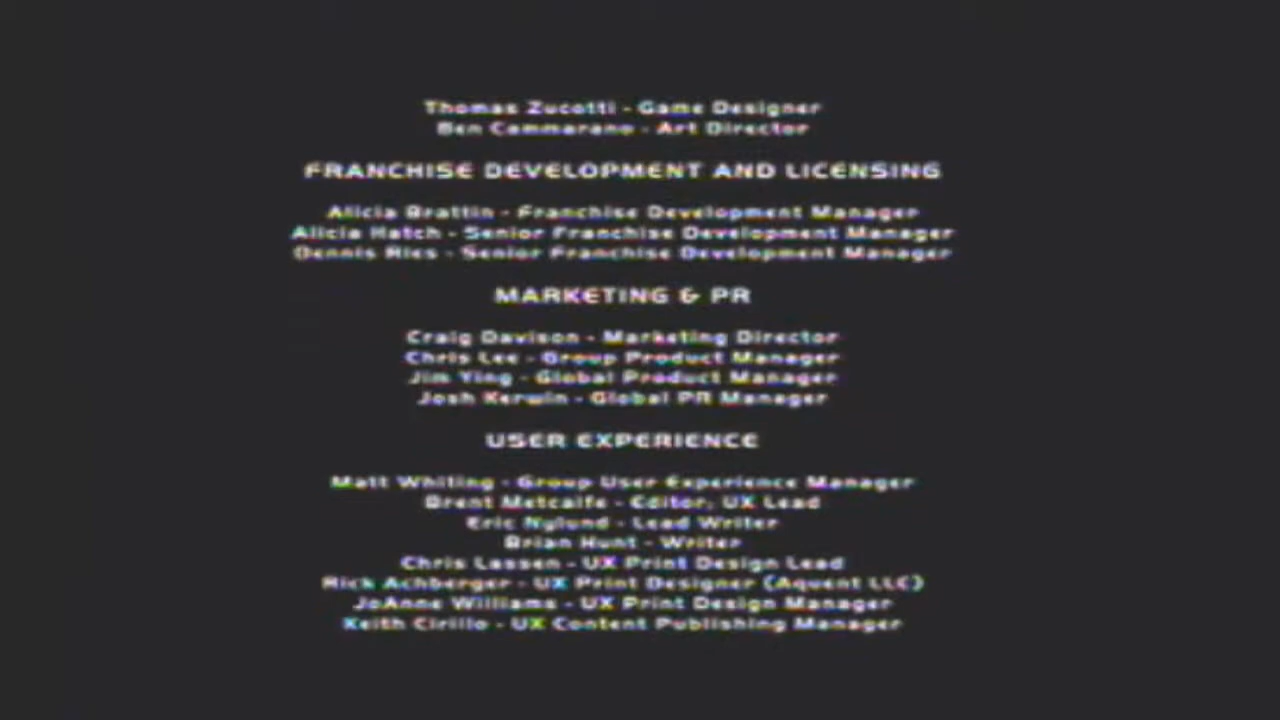 Thomas Zucotti - Game Designer
Ben Cammarano - Art Director
FRANCHISE DEVELOPMENT AND LICENSING
Alicia Brattin - Franchise Development Manager
Alicia Hatch - Senior Franchise Development Manager
Dennis Ries - Senior Franchise Development Manager
MARKETING & PR
Craig Davison - Marketing Director
Chris Lee - Group Product Manager
Jim Ying - Global Product Manager
Josh Kerwin - Global PR Manager
USER EXPERIENCE
Matt Whiting - Group User Experience Manager
Brent Metcalfe - Editor, UX Lead
Eric Nylund - Lead Writer
Brian Hunt - Writer
Chris Lassen - UX Print Design Lead
Rick Achberger - UX Print Designer (Aquent LLC)
JoAnne Williams - UX Print Design Manager
Keith Cirillo - UX Content Publishing Manager